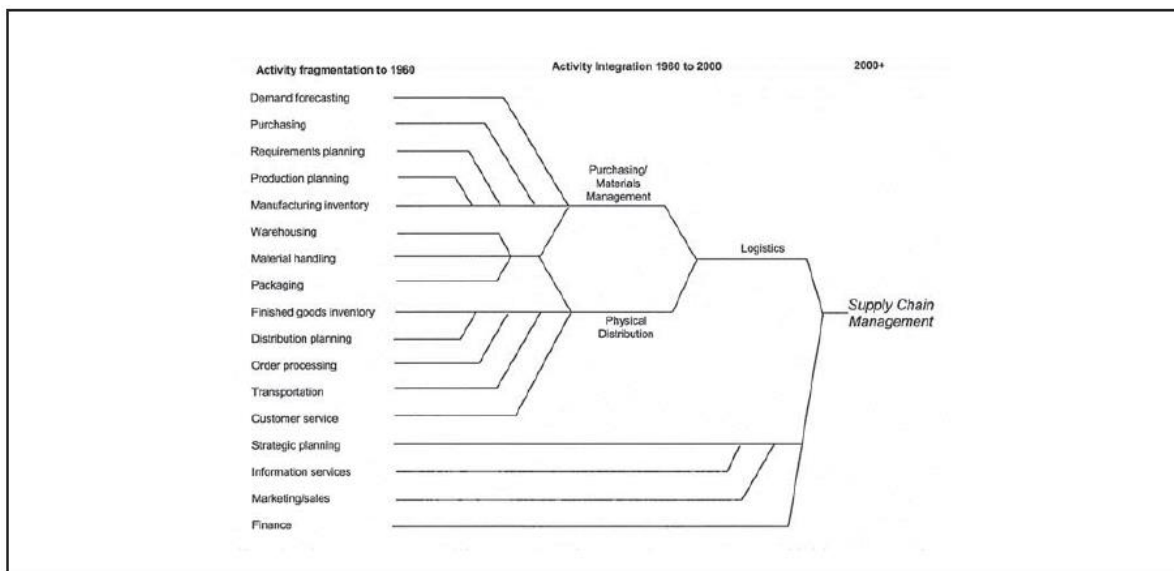 Activity fragmentation to 1960
Activity Integration 1960 to 2000
2000+
Demand forecasting
Purchasing
Requirements planning
Production planning
Manufacturing inventory
Warehousing
Material handling
Packaging
Finished goods inventory
Distribution planning
Order processing
Transportation
Customer service
Strategic planning
Information services
Marketing/sales
Finance
Purchasing/
Materials
Management
Physical
Distribution
Logistics
Supply Chain
Management